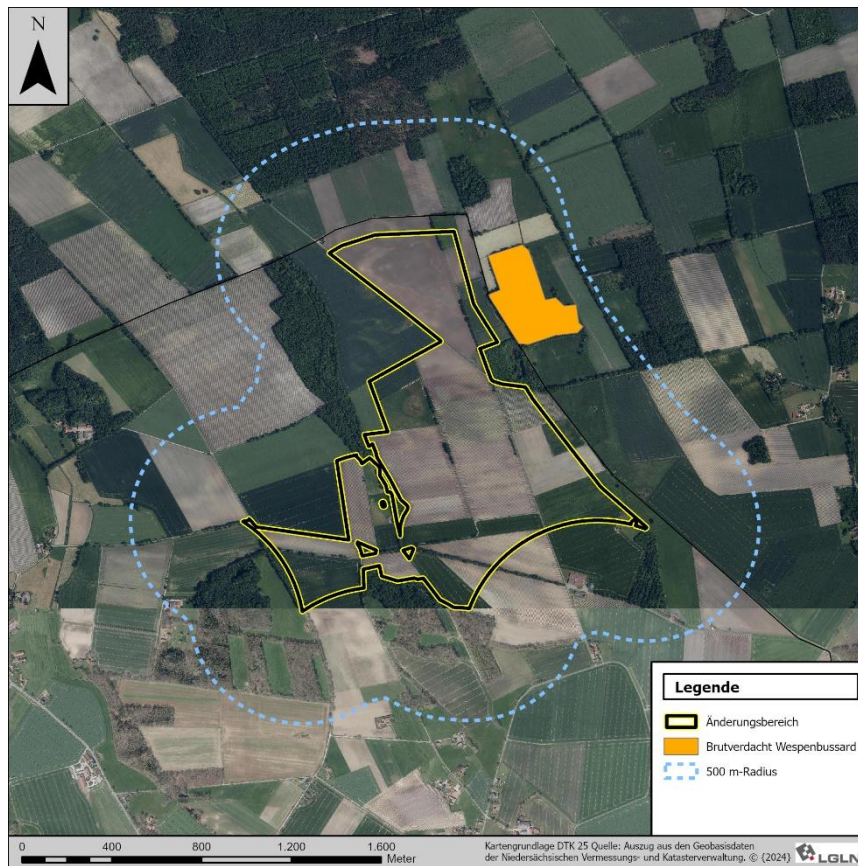 N
Legende
Änderungsbereich
Brutverdacht Wespenbussard
500 m-Radius
0 400 800 1.200 1.600
Meter
Kartengrundlage DTK 25 Quelle: Auszug aus den Geobasisdaten
der Niedersächsischen Vermessungs- und Katasterverwaltung. © {2024}
LGLN